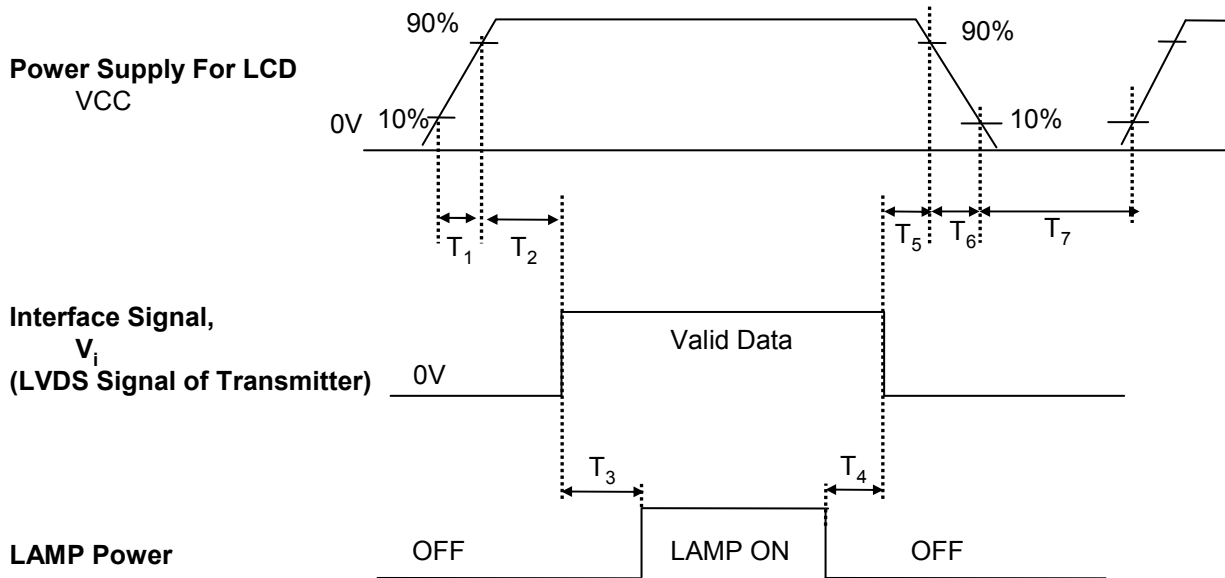 90%
90%
Power Supply For LCD
VCC
0V
10%
10%
T1
T2
T5
T6
T7
Interface Signal,
Vi
(LVDS Signal of Transmitter)
Valid Data
0V
T3
T4
LAMP Power
OFF
LAMP ON
OFF